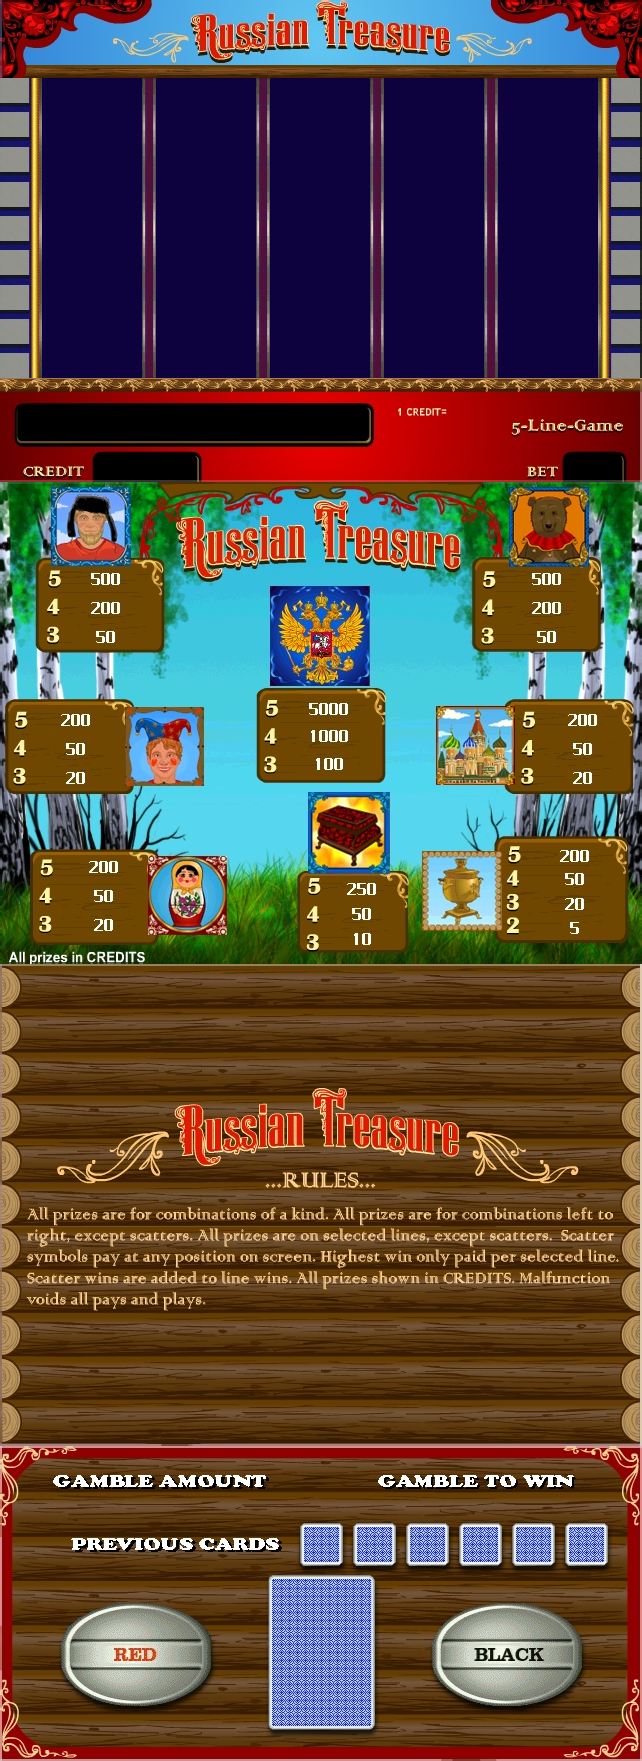 Russian Treasure
1 CREDIT=
5-Line-Game
CREDIT
BET
Russian Treasure
5 500
4 200
3 50
5 500
4 200
3 50
5 5000
4 1000
3 100
5 200
4 50
3 20
5 200
4 50
3 20
5 200
4 50
3 20
5 250
4 50
3 10
5 200
4 50
3 20
2 5
All prizes in CREDITS
Russian Treasure
...RULES...
All prizes are for combinations of a kind. All prizes are for combinations left to
right, except scatters. All prizes are on selected lines, except scatters. Scatter
symbols pay at any position on screen. Highest win only paid per selected line.
Scatter wins are added to line wins. All prizes shown in CREDITS. Malfunction
voids all pays and plays.
GAMBLE AMOUNT
GAMBLE TO WIN
PREVIOUS CARDS
RED
BLACK